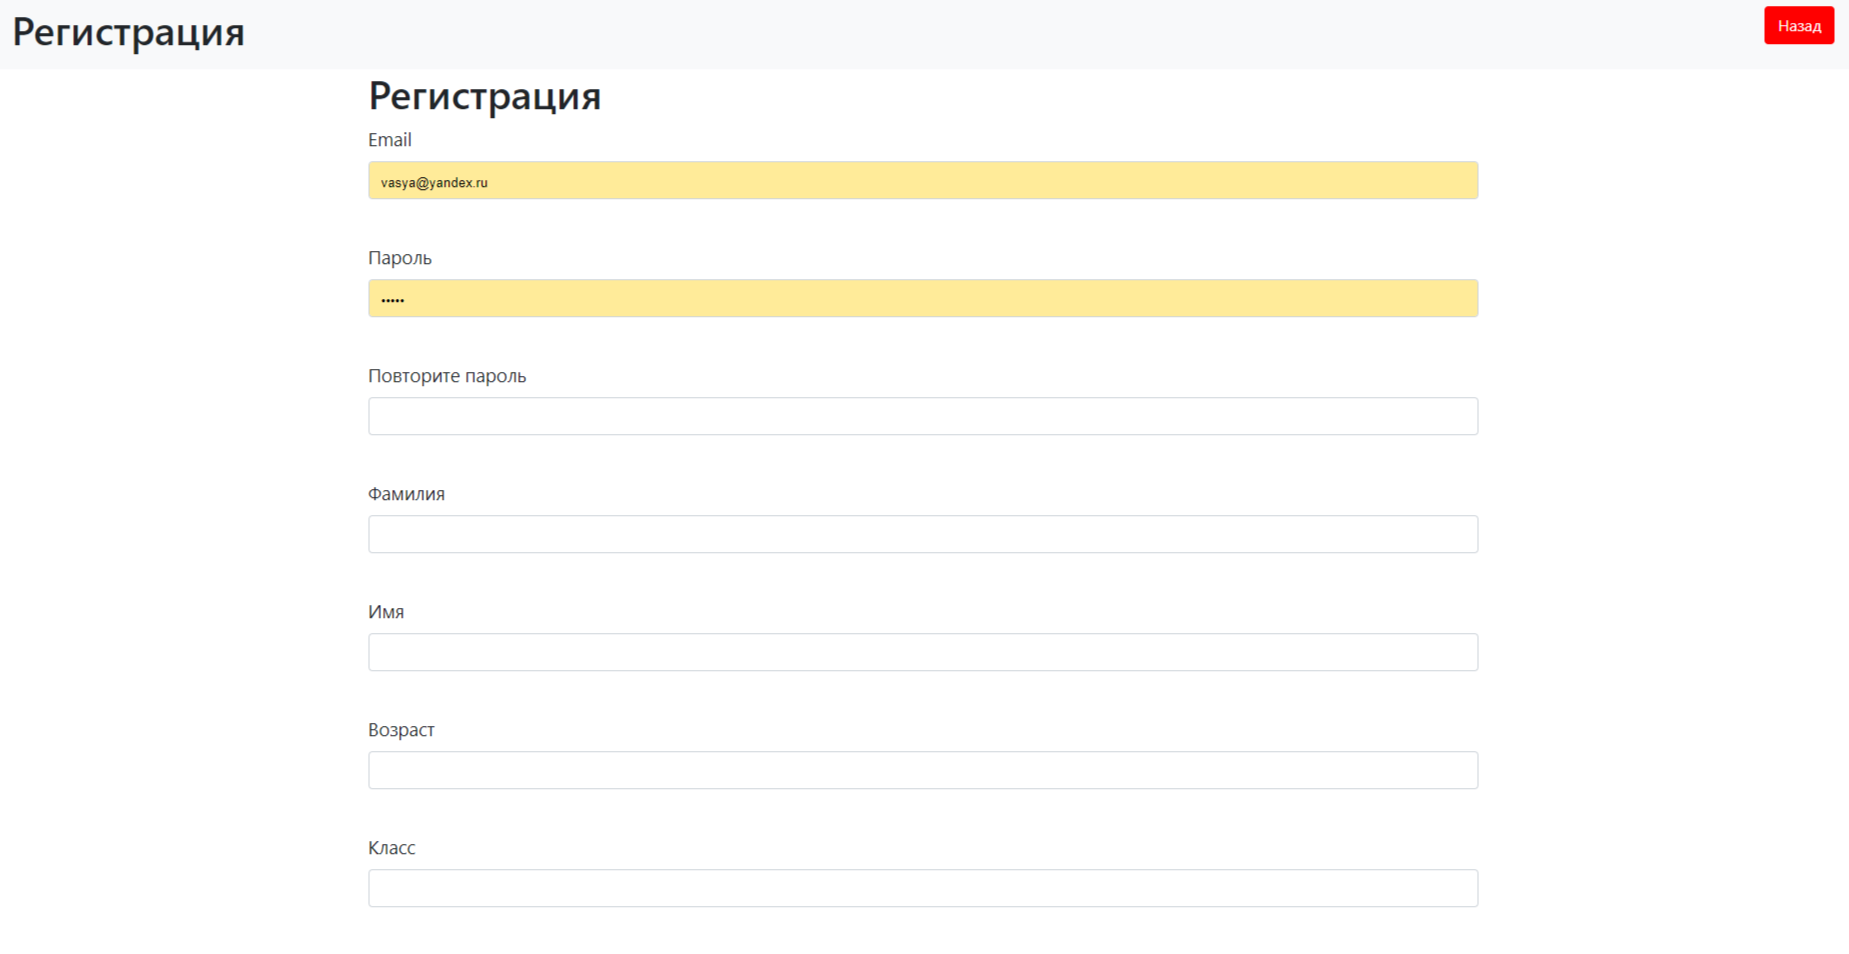 Регистрация
Назад
Регистрация
Email
vasya@yandex.ru
Пароль
•••••
Повторите пароль
Фамилия
Имя
Возраст
Класс